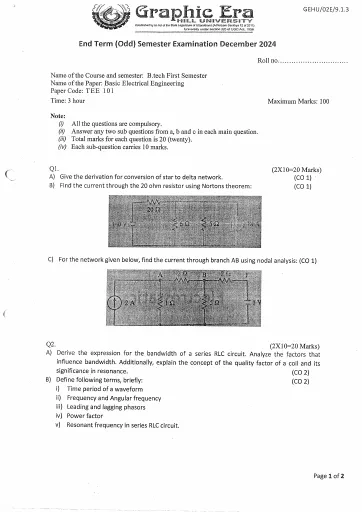 GEHU/02E/9.1.3
Graphic Era
HILL UNIVERSITY
End Term (Odd) Semester Examination December 2024
Roll no..............................
Name of the Course and semester: B.tech First Semester
Name of the Paper: Basic Electrical Engineering
Paper Code: TEE 101
Time: 3 hour Maximum Marks: 100
Note:
(i) All the questions are compulsory.
(ii) Answer any two sub questions from a, b and c in each main question.
(iii) Total marks for each question is 20 (twenty).
(iv) Each sub-question carries 10 marks.
Q1. (2X10=20 Marks)
A) Give the derivation for conversion of star to delta network. (CO 1)
B) Find the current through the 20 ohm resistor using Nortons theorem: (CO 1)
20 Ω
6 Ω
5 Ω
C) For the network given below, find the current through branch AB using nodal analysis: (CO 1)
A B
2 A
1 Ω
5 Ω
Q2. (2X10=20 Marks)
A) Derive the expression for the bandwidth of a series RLC circuit. Analyze the factors that
influence bandwidth. Additionally, explain the concept of the quality factor of a coil and its
significance in resonance. (CO 2)
B) Define following terms, briefly: (CO 2)
i) Time period of a waveform
ii) Frequency and Angular frequency
iii) Leading and lagging phasors
iv) Power factor
v) Resonant frequency in series RLC circuit.
Page 1 of 2